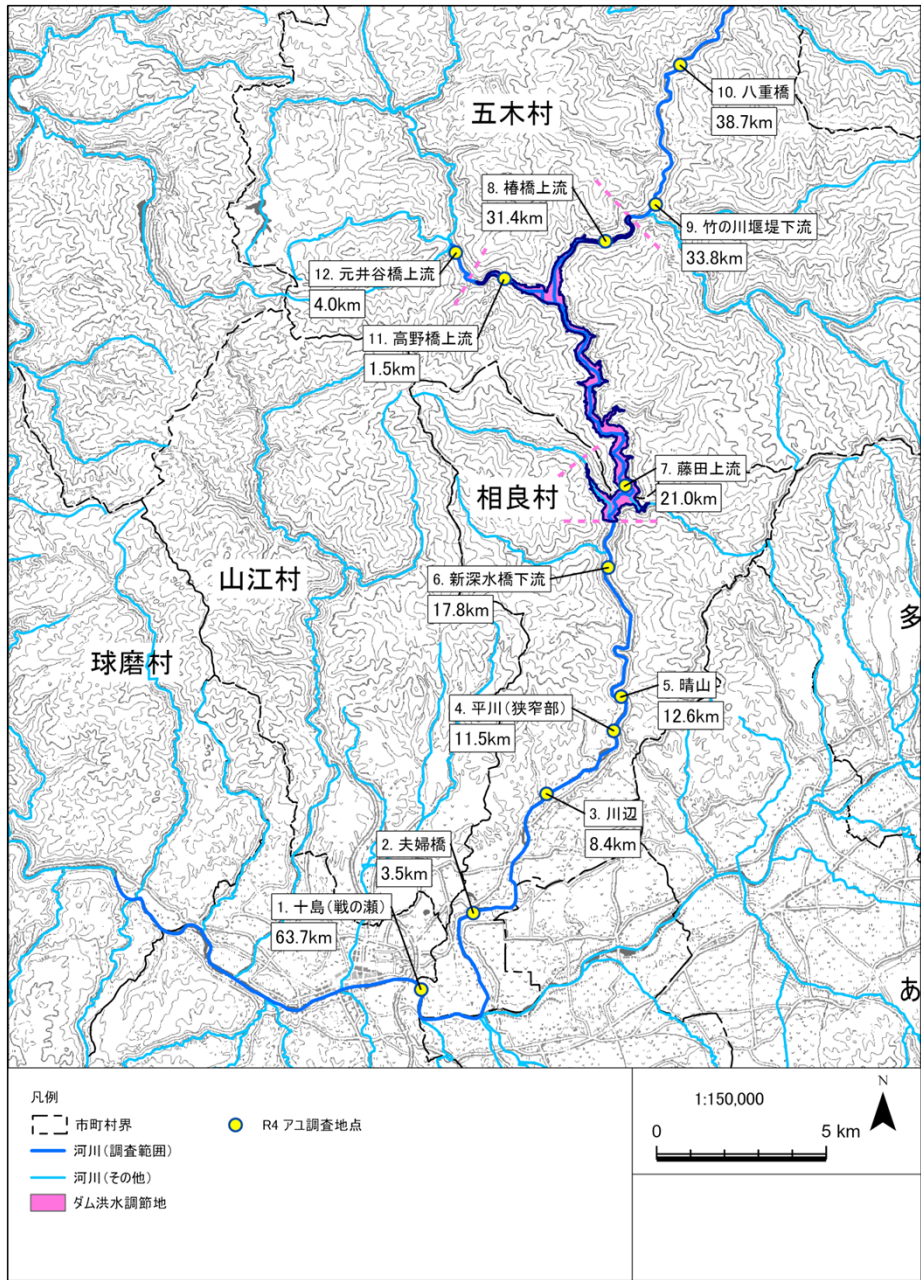 五木村
10. 八重橋
38.7km
8. 椿橋上流
31.4km
9. 竹の川堰堤下流
33.8km
12. 元井谷橋上流
4.0km
11. 高野橋上流
1.5km
7. 藤田上流
21.0km
相良村
6. 新深水橋下流
17.8km
山江村
多
球磨村
5. 晴山
12.6km
4. 平川(狭窄部)
11.5km
3. 川辺
8.4km
2. 夫婦橋
3.5km
1. 十島(戦の瀬)
63.7km
あ
凡例
市町村界
R4 アユ調査地点
河川(調査範囲)
河川(その他)
ダム洪水調節地
1:150,000
N
0 5 km